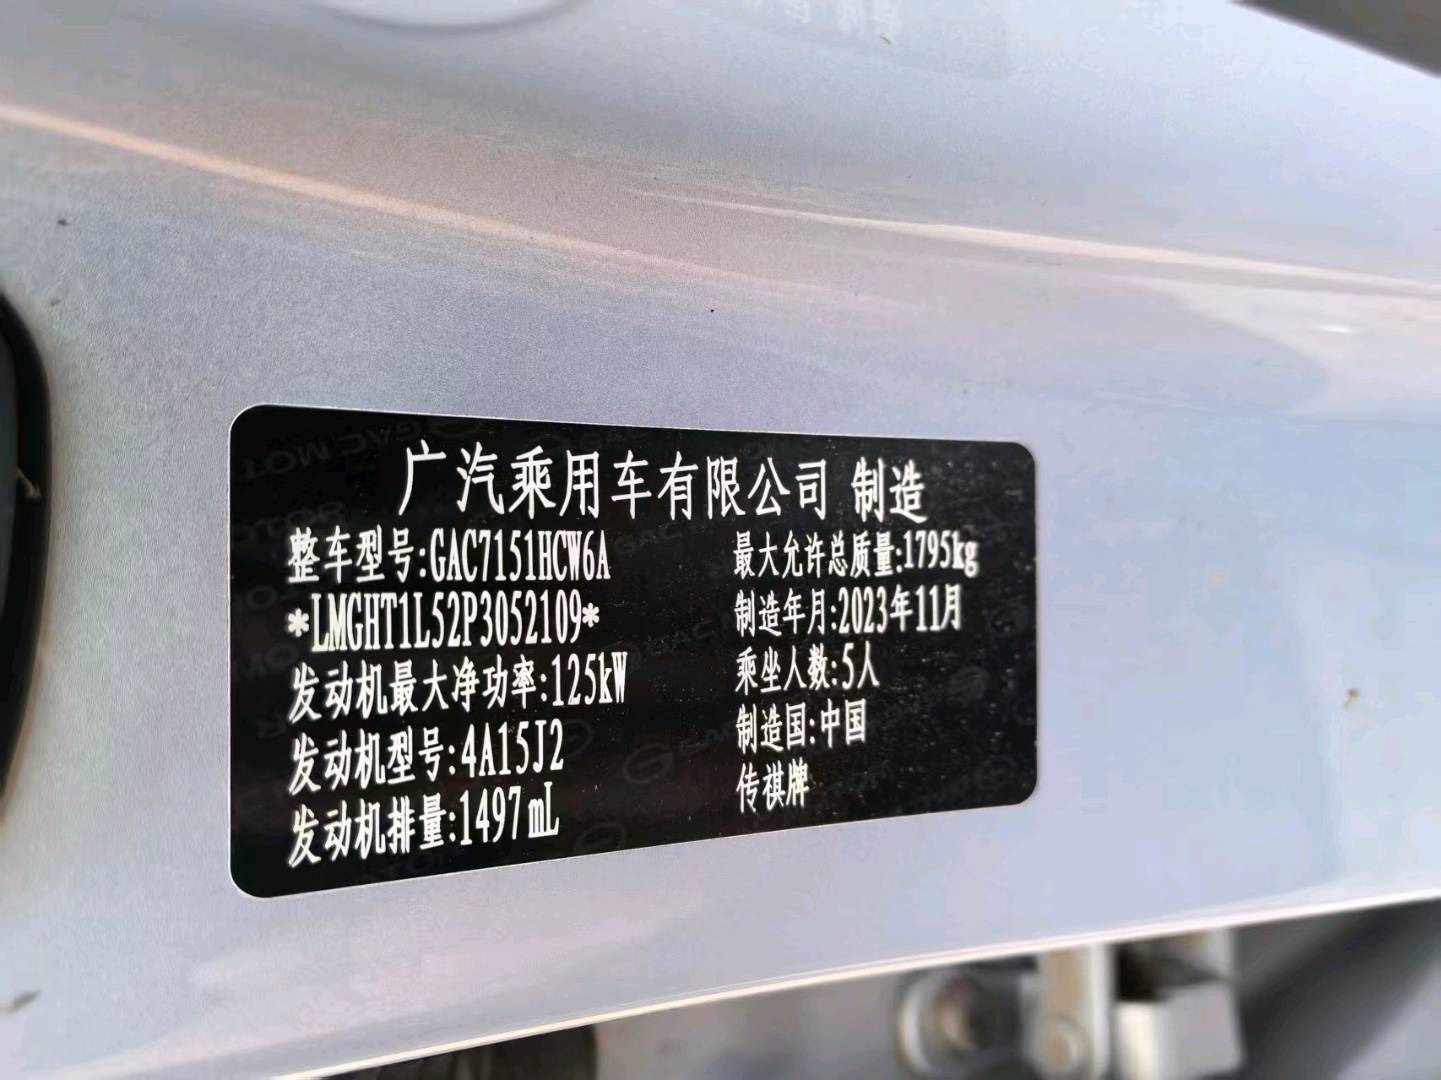 广汽乘用车有限公司 制造
整车型号:GAC7151HCW6A
*LMGHT1L52P3052109*
发动机最大净功率:125kW
发动机型号:4A15J2
发动机排量:1497mL
最大允许总质量:1795kg
制造年月:2023年11月
乘坐人数:5人
制造国:中国
传祺牌